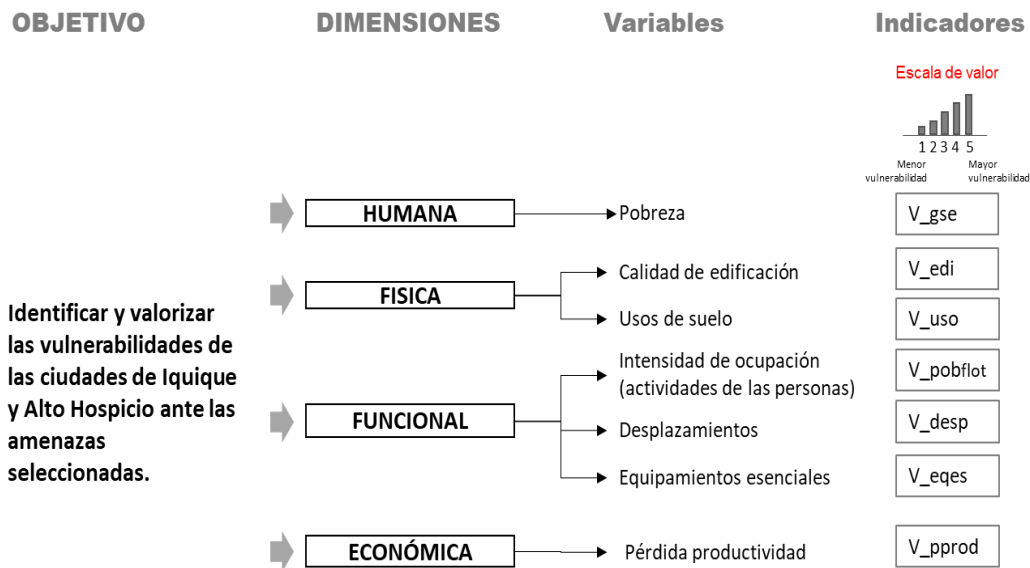 OBJETIVO DIMENSIONES Variables Indicadores
Escala de valor
1 2 3 4 5
Menor vulnerabilidad
Mayor vulnerabilidad
HUMANA Pobreza V_gse
FISICA
Calidad de edificación V_edi
Usos de suelo V_uso
Identificar y valorizar
las vulnerabilidades de
las ciudades de Iquique
y Alto Hospicio ante las
amenazas
seleccionadas.
FUNCIONAL
Intensidad de ocupación
(actividades de las personas)
V_pobflot
Desplazamientos V_desp
Equipamientos esenciales V_eqes
ECONÓMICA Pérdida productividad V_pprod